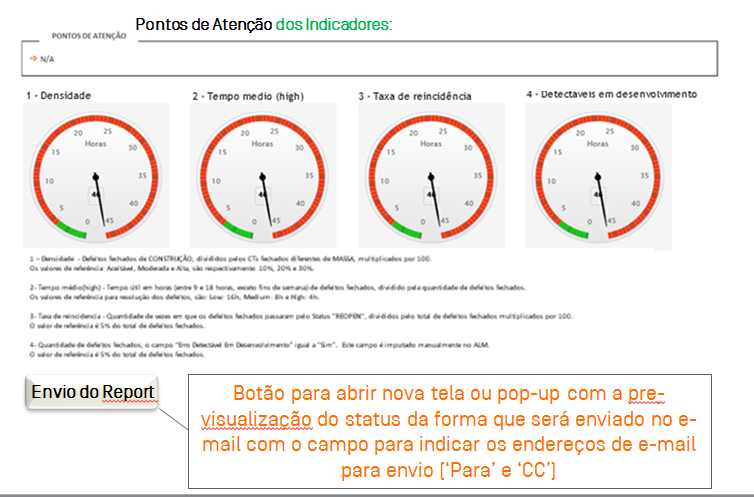 Pontos de Atenção dos Indicadores:
PONTOS DE ATENÇÃO
N/A
1 - Densidade
2 - Tempo medio (high)
3 - Taxa de reincidência
4 - Detectáveis em desenvolvimento
0 5 10 15 20 25 30 35 40 45
Horas
0 5 10 15 20 25 30 35 40 45
Horas
0 5 10 15 20 25 30 35 40 45
Horas
0 5 10 15 20 25 30 35 40 45
Horas
1 – Densidade - Defeitos fechados de CONSTRUÇÃO, divididos pelos CTs fechados diferentes de MASSA, multiplicados por 100.
Os valores de referência: Aceitável, Moderada e Alta, são respectivamente: 10%, 20% e 30%.
2- Tempo médio(high) - Tempo útil em horas (entre 9 e 18 horas, exceto fins de semana) de defeitos fechados, dividido pela quantidade de defeitos fechados.
Os valores de referência para resolução dos defeitos, são: Low: 16h, Medium: 8h e High: 4h.
3- Taxa de reincidencia - Quantidade de vezes em que os defeitos fechados passaram pelo Status "REOPEN", divididos pelo total de defeitos fechados multiplicados por 100.
O valor de referência é 5% do total de defeitos fechados.
4- Quantidade de defeitos fechados, o campo "Erro Detectável Em Desenvolvimento" igual a "Sim". Este campo é imputado manualmente no ALM.
O valor de referência é 5% do total de defeitos fechados.
Envio do Report
Botão para abrir nova tela ou pop-up com a pre-
visualização do status da forma que será enviado no e-
mail com o campo para indicar os endereços de e-mail
para envio ('Para' e 'CC')